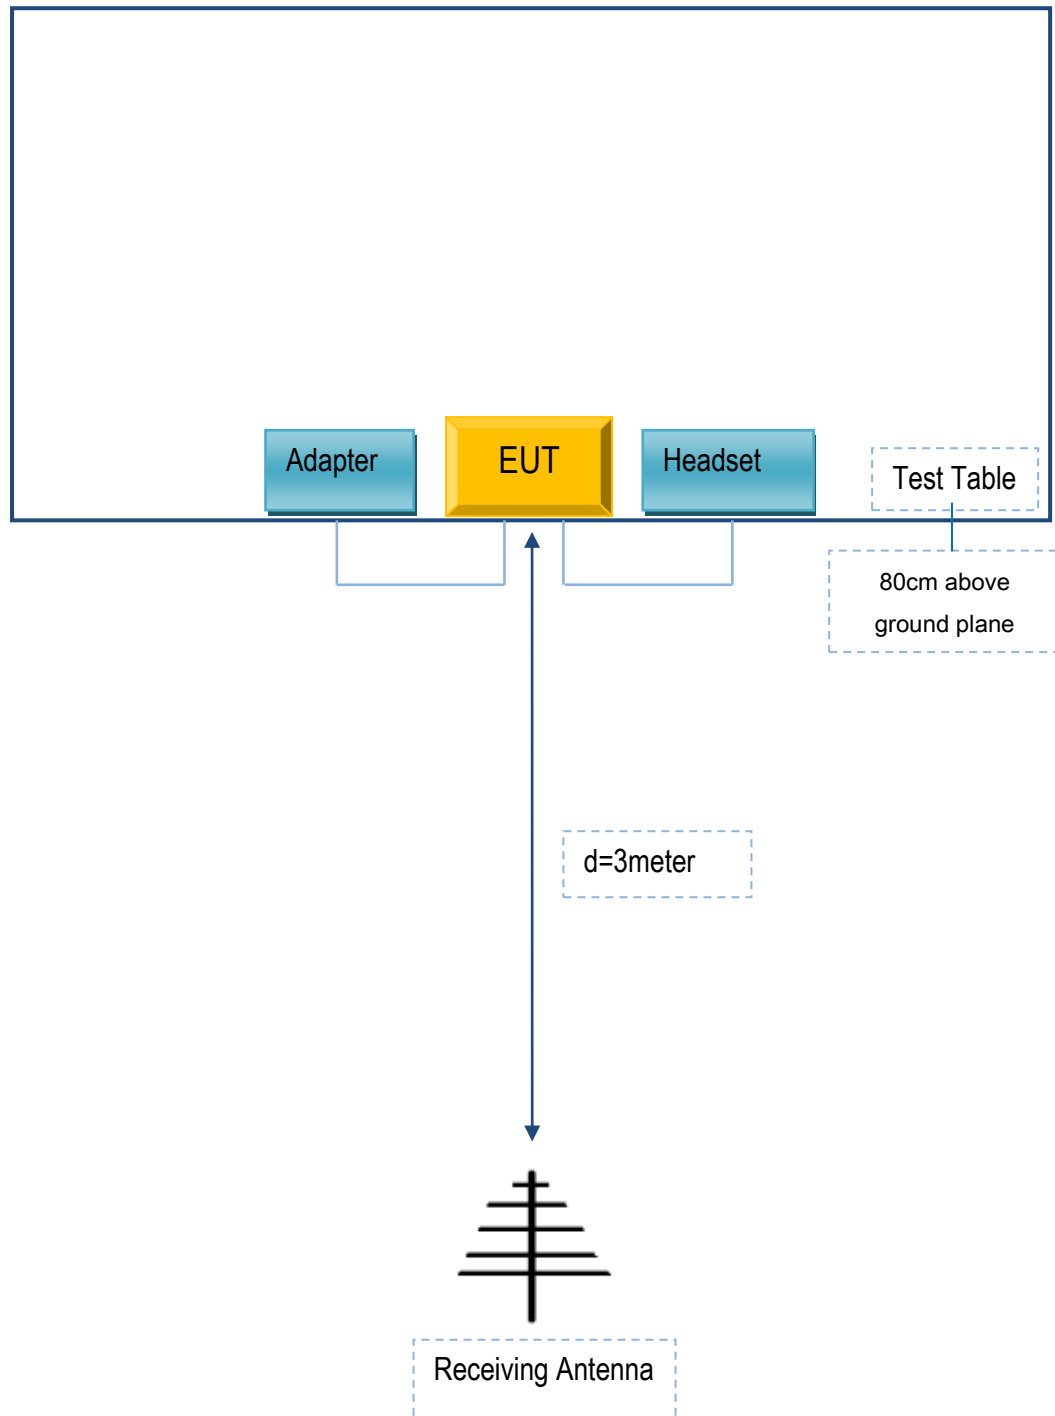 Adapter
EUT
Headset
Test Table
80cm above
ground plane
d=3meter
Receiving Antenna